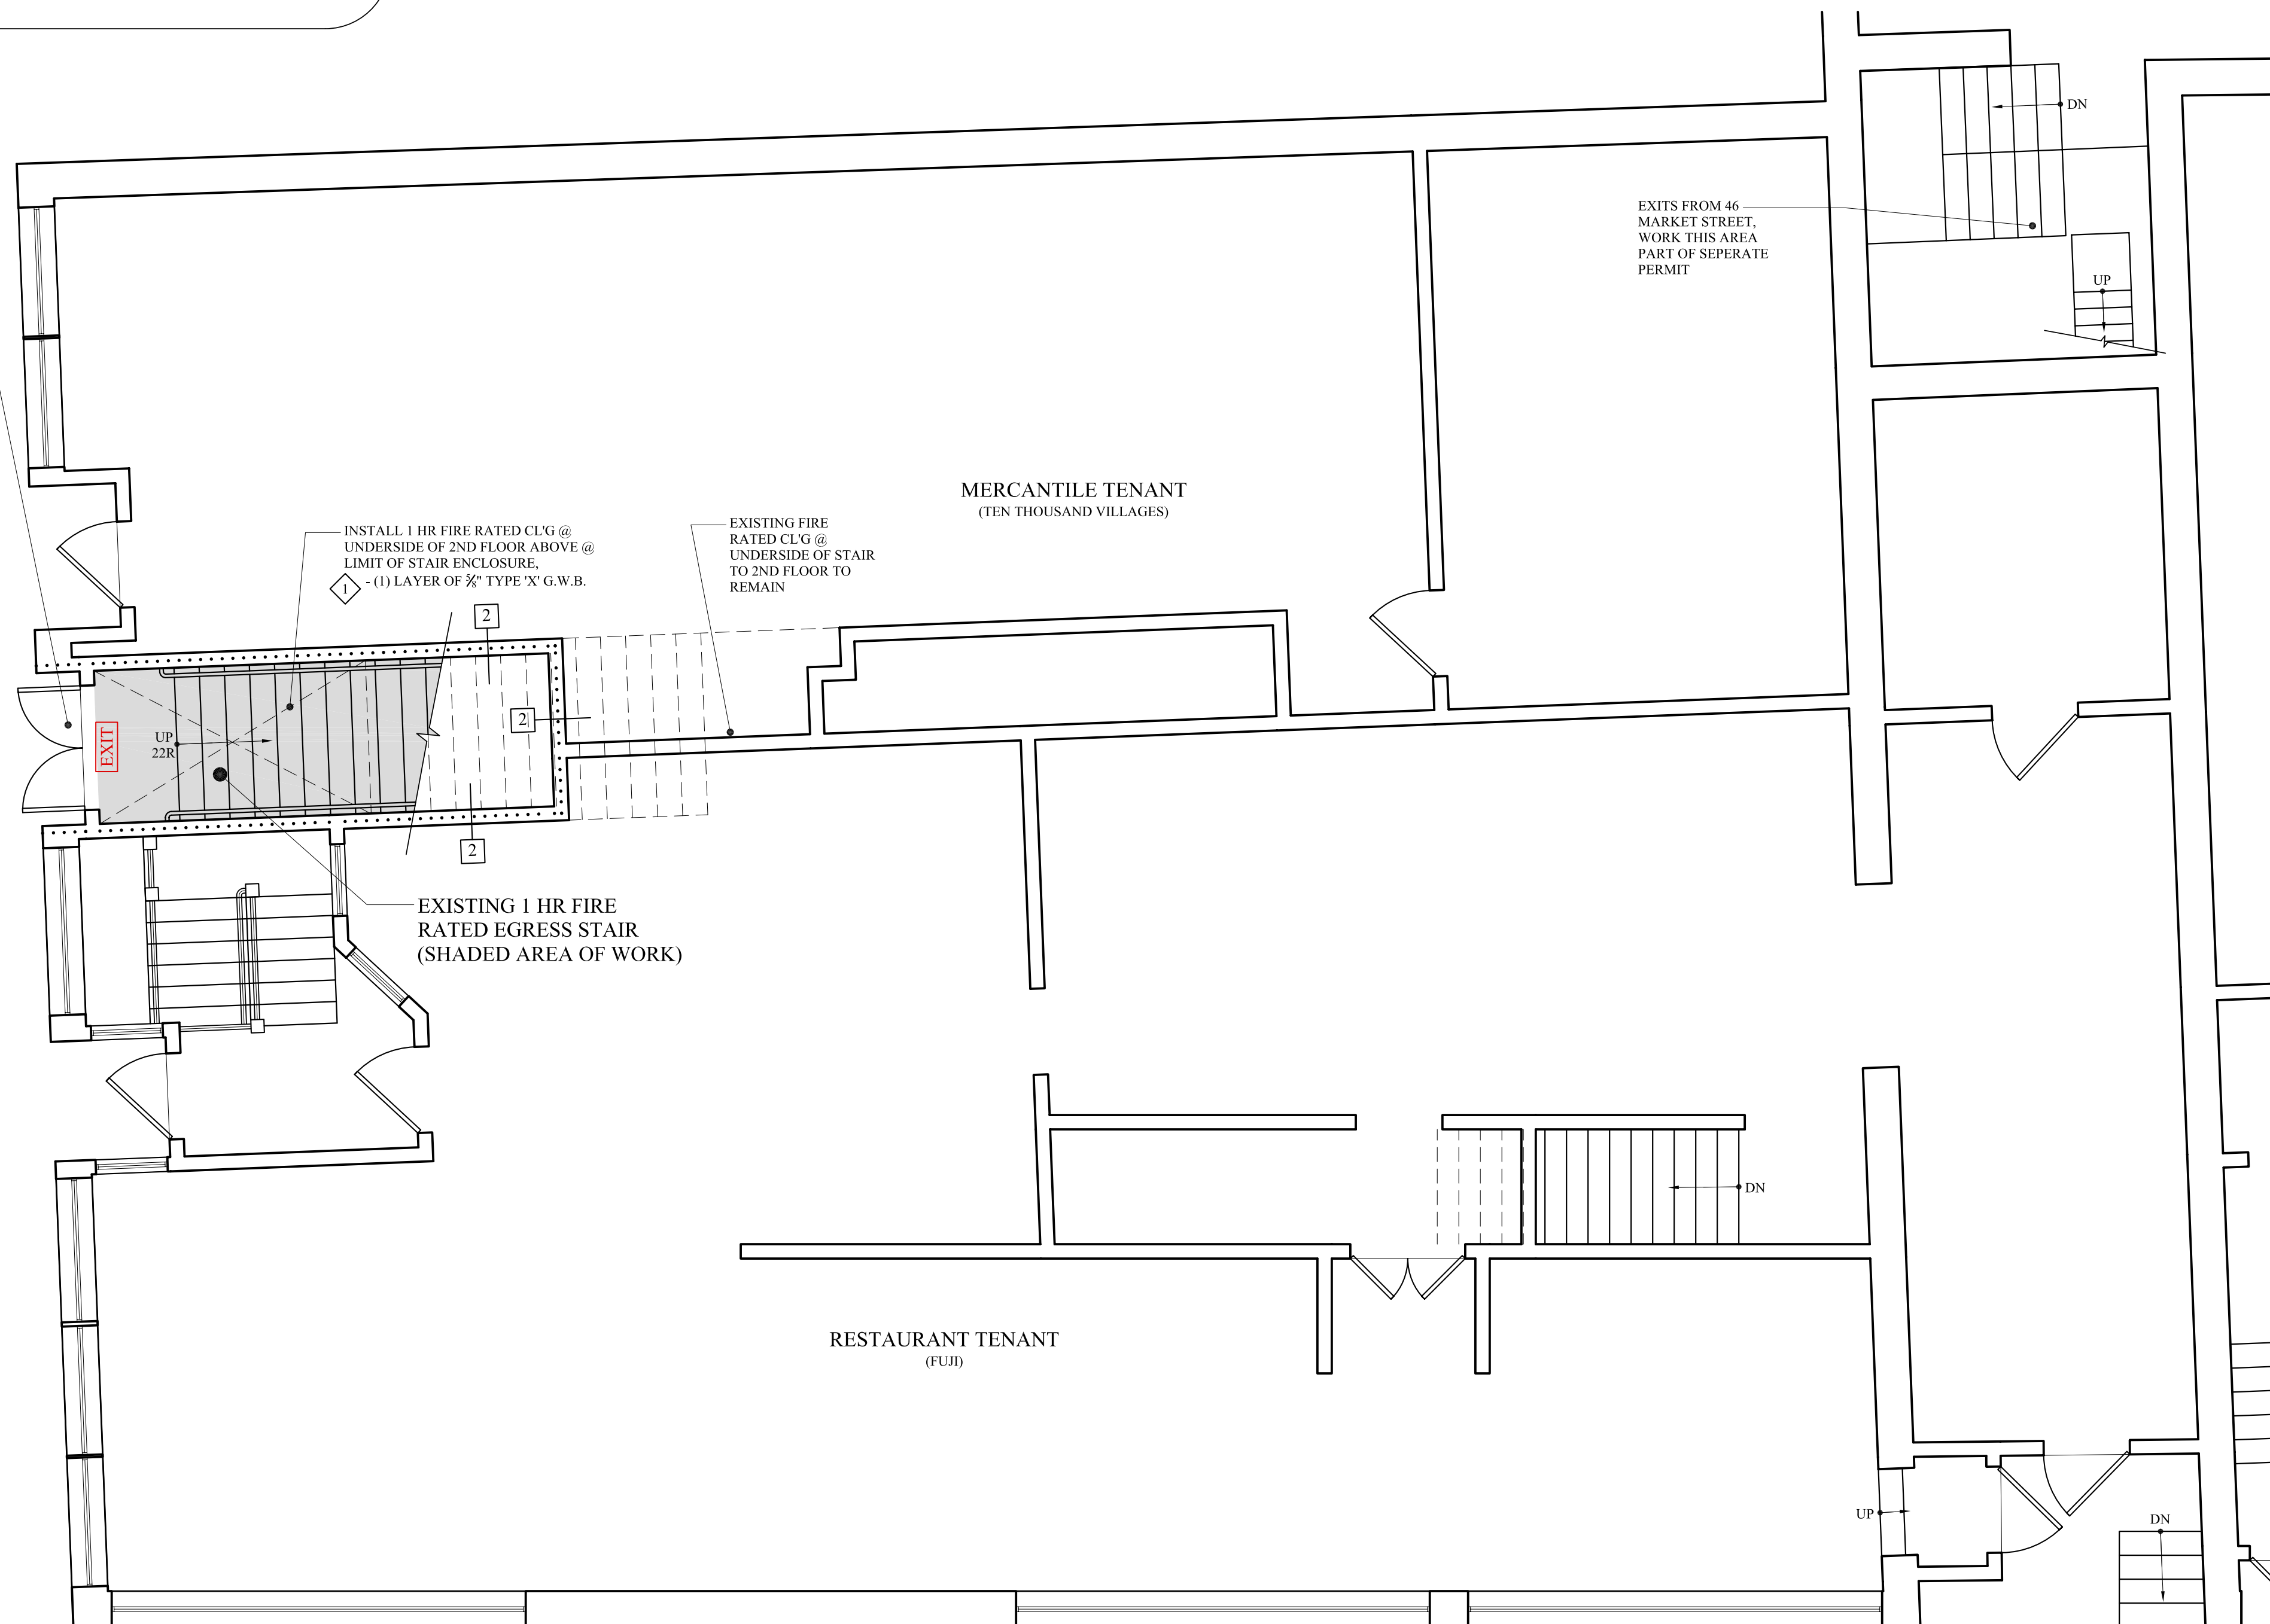 DN
EXITS FROM 46
MARKET STREET,
WORK THIS AREA
PART OF SEPERATE
PERMIT
UP
MERCANTILE TENANT
(TEN THOUSAND VILLAGES)
INSTALL 1 HR FIRE RATED CL'G @
UNDERSIDE OF 2ND FLOOR ABOVE @
LIMIT OF STAIR ENCLOSURE,
- (1) LAYER OF ⅝" TYPE 'X' G.W.B.
1
EXISTING FIRE
RATED CL'G @
UNDERSIDE OF STAIR
TO 2ND FLOOR TO
REMAIN
2
2
2
EXIT
UP
22R
EXISTING 1 HR FIRE
RATED EGRESS STAIR
(SHADED AREA OF WORK)
DN
RESTAURANT TENANT
(FUJI)
UP
DN